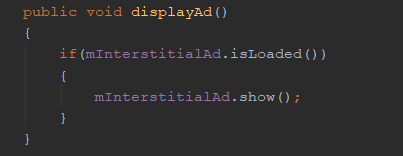 public void displayAd()
{
if(mInterstitialAd.isLoaded())
{
mInterstitialAd.show();
}
}